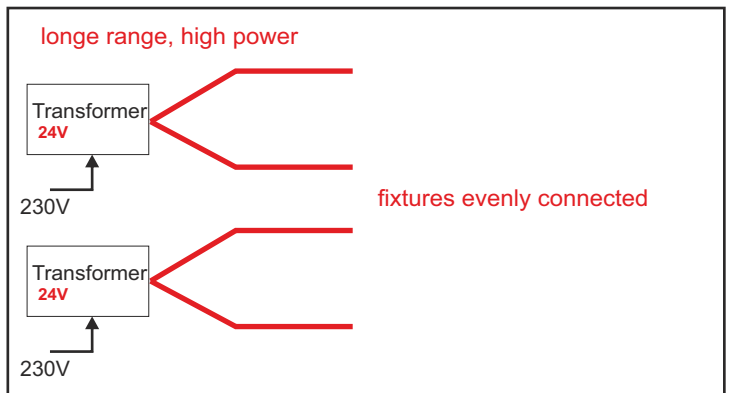 longe range, high power
Transformer
24V
230V
fixtures evenly connected
Transformer
24V
230V